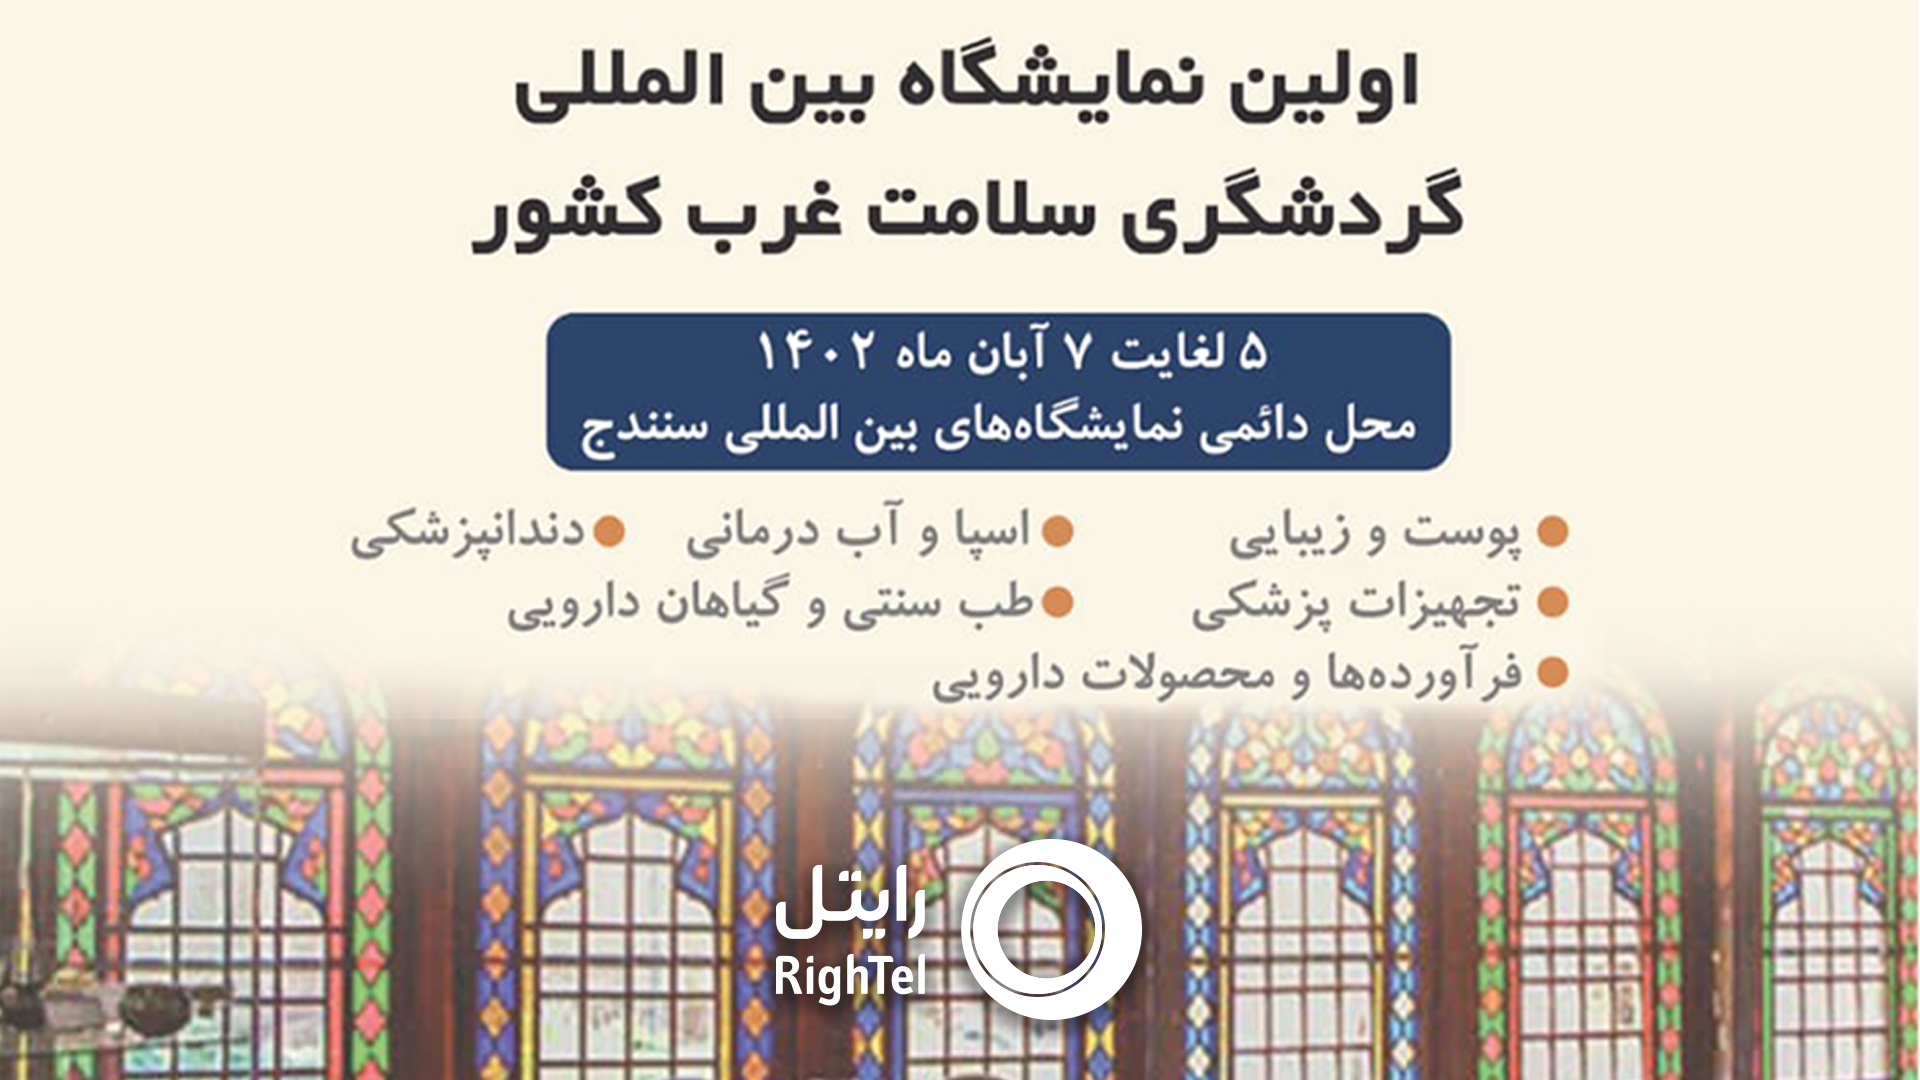 اولین نمایشگاه بین المللی
گردشگری سلامت غرب کشور
۵ لغایت ۷ آبان ماه ۱۴۰۲
محل دائمی نمایشگاه‌های بین المللی سنندج
پوست و زیبایی اسپا و آب درمانی دندانپزشکی
تجهیزات پزشکی طب سنتی و گیاهان دارویی
فرآورده‌ها و محصولات دارویی
رایتل
RighTel